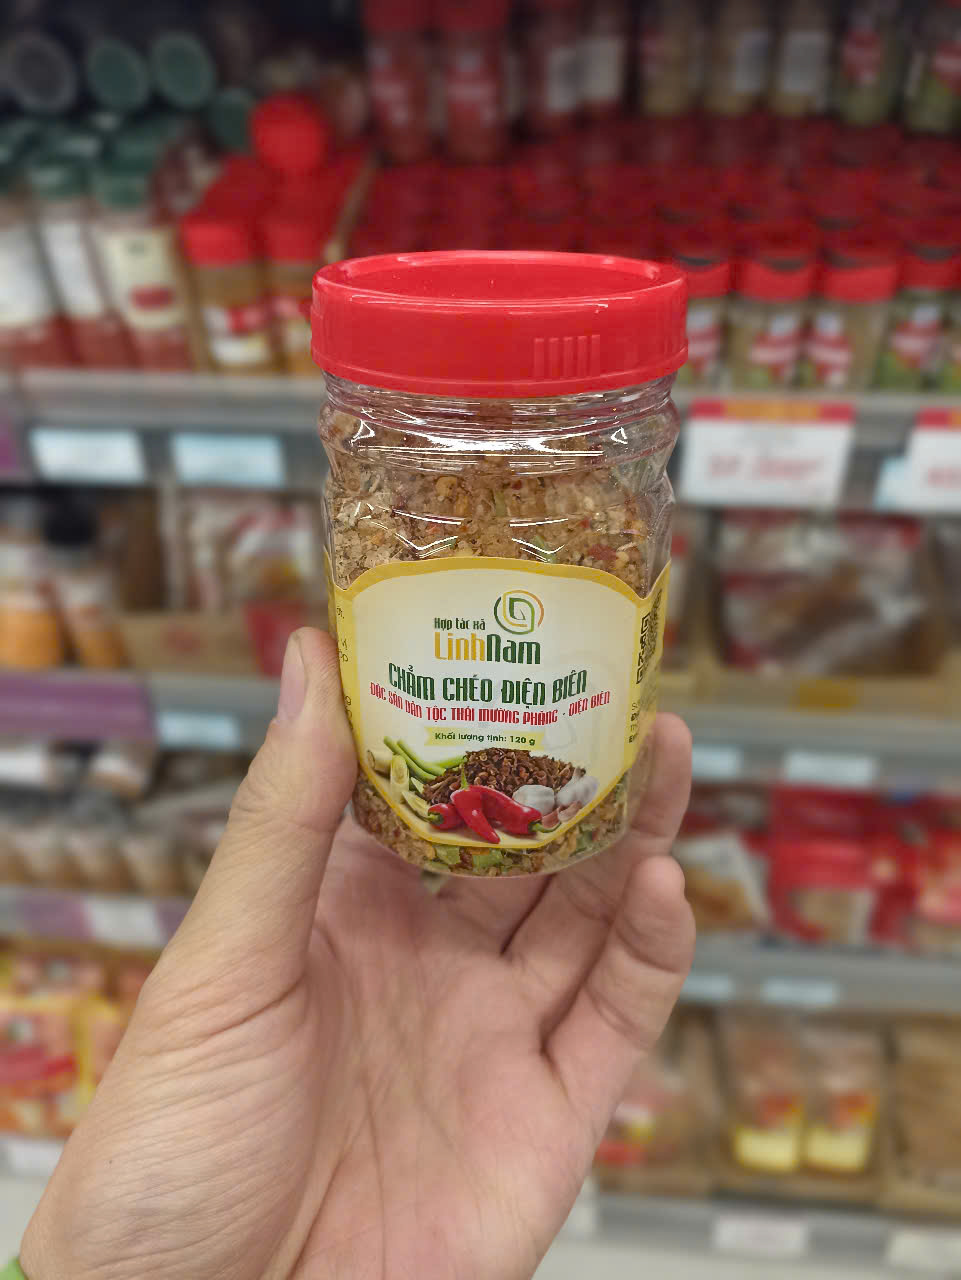 Hợp tác xã
LinhNam
CHẲM CHÉO ĐIỆN BIÊN
ĐẶC SẢN DÂN TỘC THÁI MƯỜNG PHĂNG - ĐIỆN BIÊN
Khối lượng tịnh: 120 g